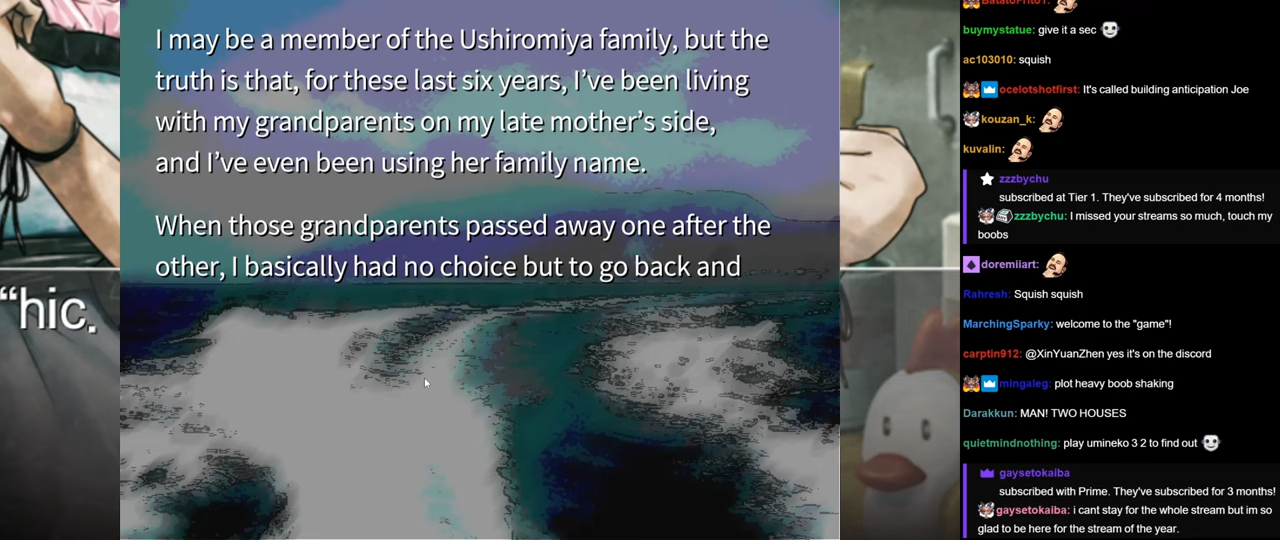 I may be a member of the Ushiromiya family, but the
truth is that, for these last six years, I've been living
with my grandparents on my late mother's side,
and I've even been using her family name.
When those grandparents passed away one after the
other, I basically had no choice but to go back and
“hic.
buymystatue: give it a sec
ac103010: squish
ocelotshotfirst: It's called building anticipation Joe
kouzan_k:
kuvalin:
zzzbychu
subscribed at Tier 1. They've subscribed for 4 months!
zzzbychu: I missed your streams so much, touch my
boobs
doremiiart:
Rahresh: Squish squish
MarchingSparky: welcome to the "game"!
carptin912: @XinYuanZhen yes it's on the discord
mingaleg: plot heavy boob shaking
Darakkun: MAN! TWO HOUSES
quietmindnothing: play umineko 3 2 to find out
gaysetokaiba
subscribed with Prime. They've subscribed for 3 months!
gaysetokaiba: i cant stay for the whole stream but im so
glad to be here for the stream of the year.